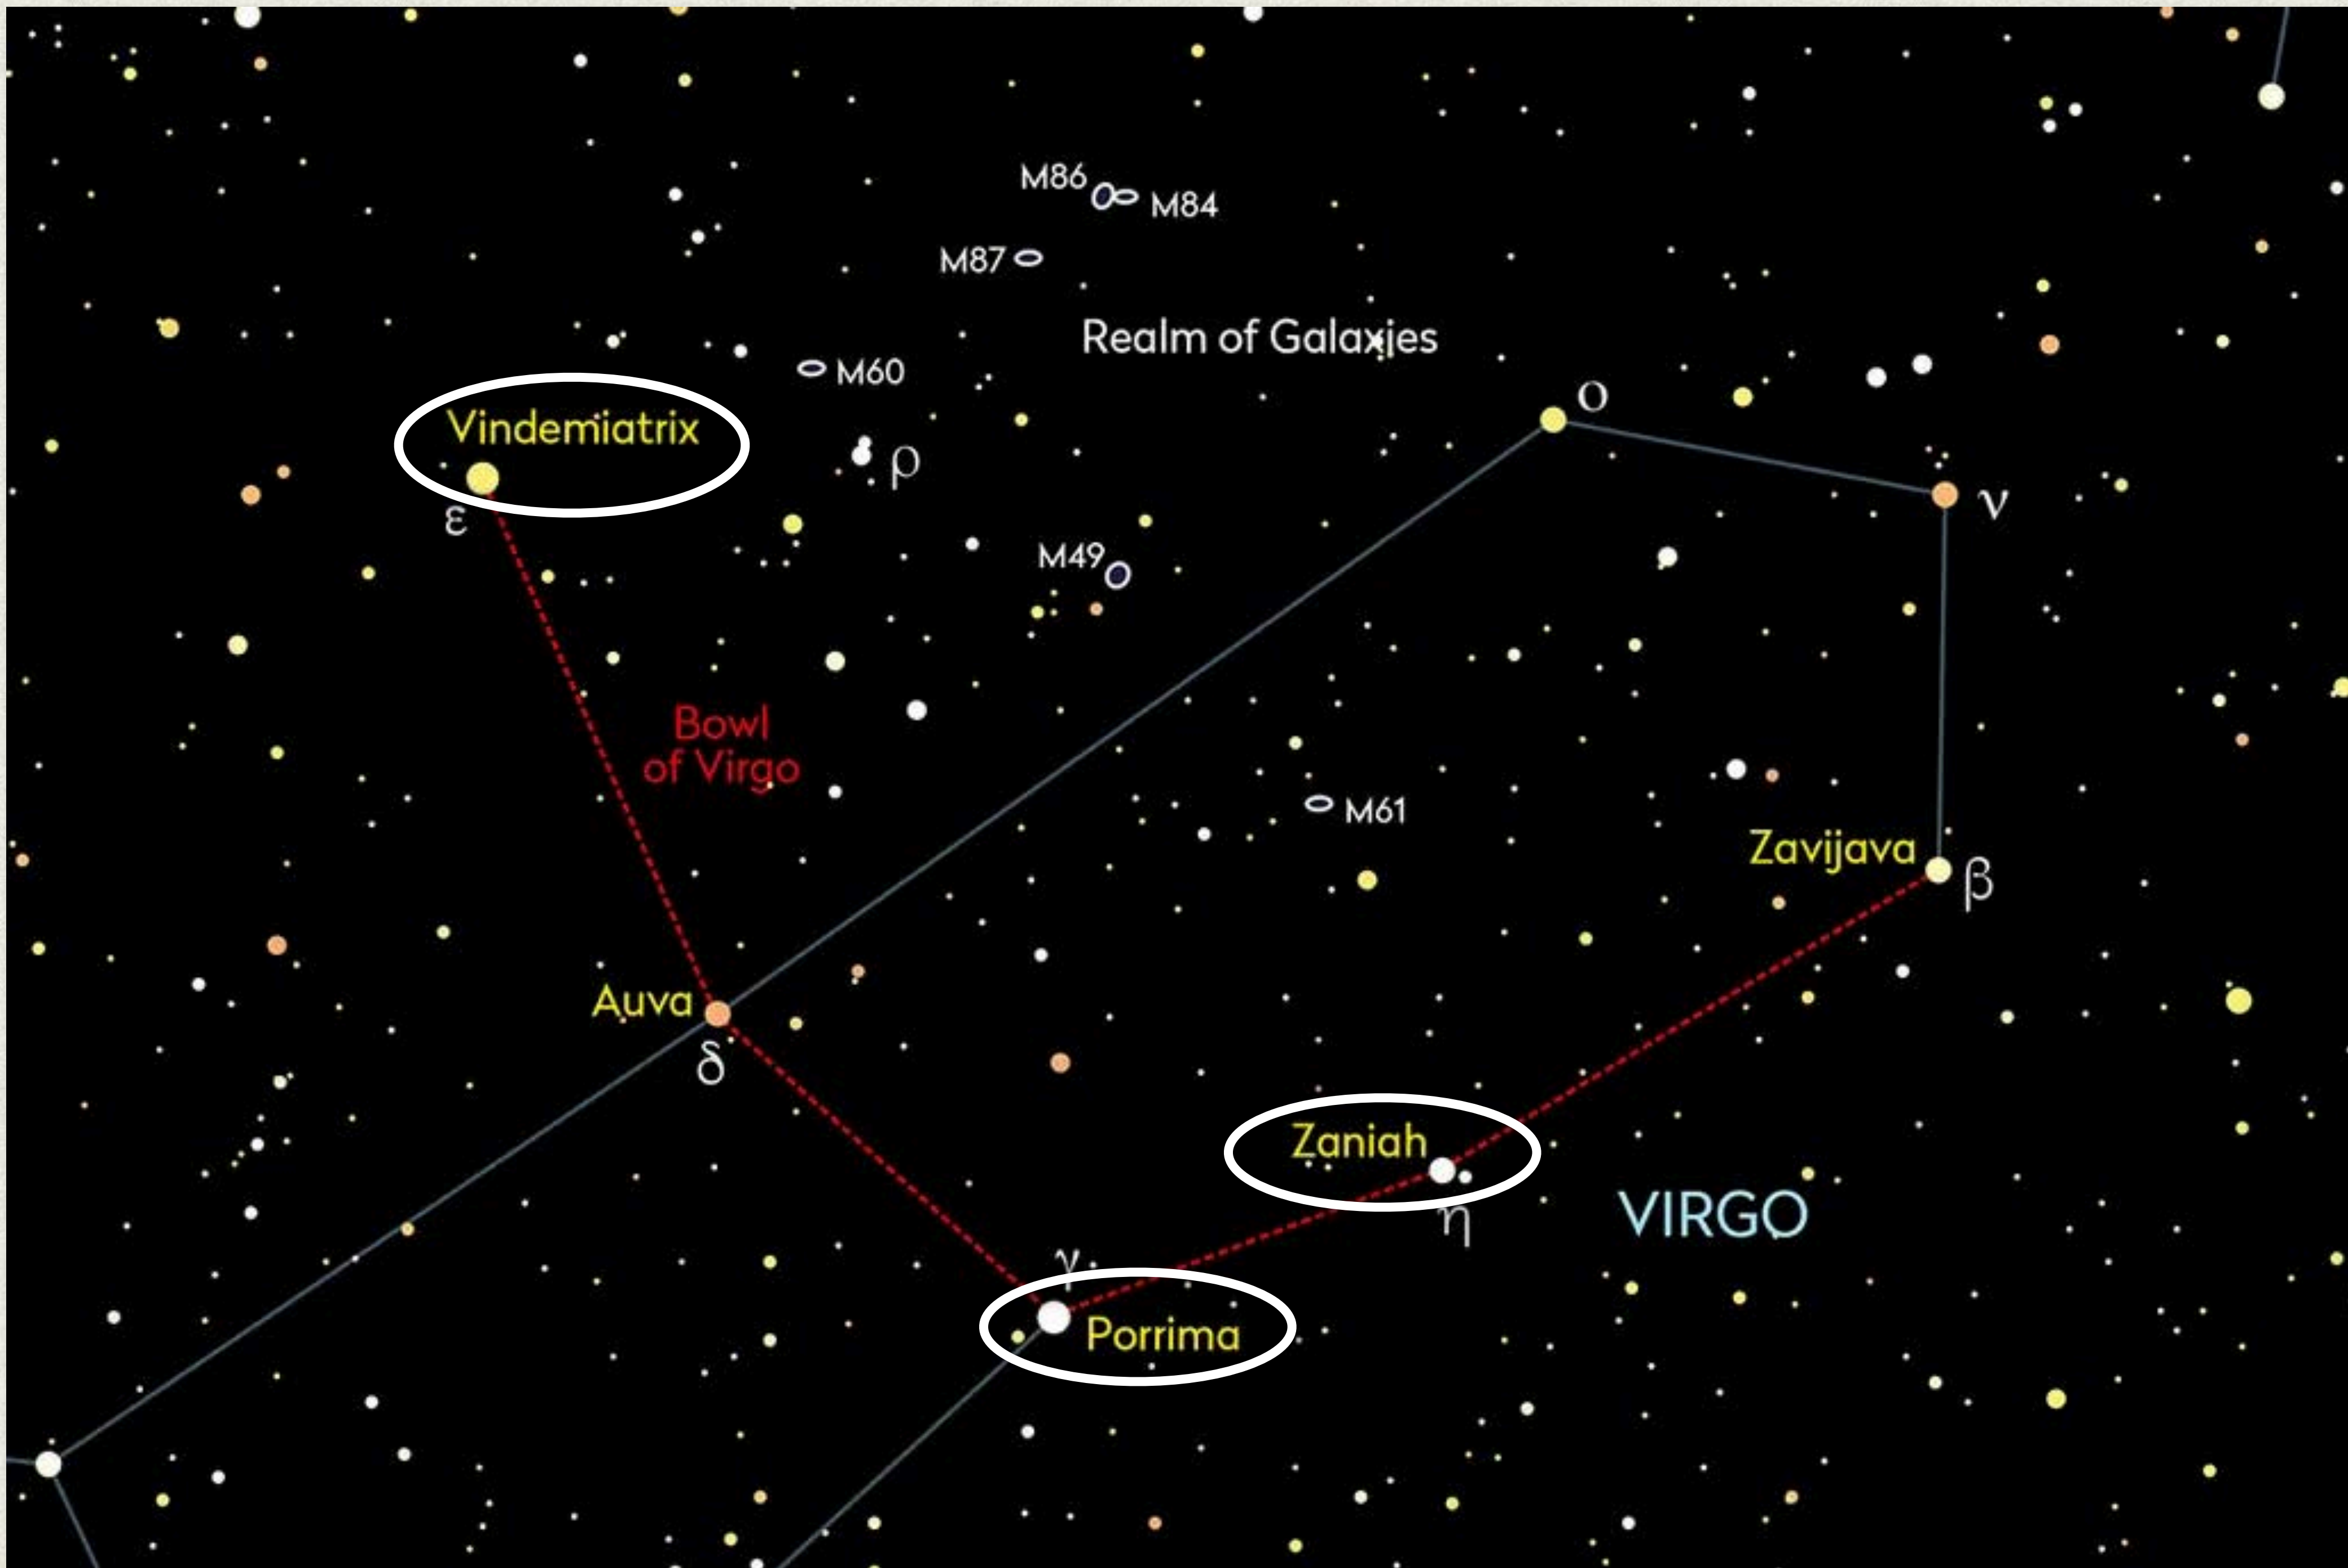 M86
M84
M87
Realm of Galaxies
M60
Vindemiatrix
ε
ρ
ο
ν
M49
Bowl
of Virgo
M61
Zavijava
β
Auva
δ
Zaniah
η
VIRGO
γ
Porrima